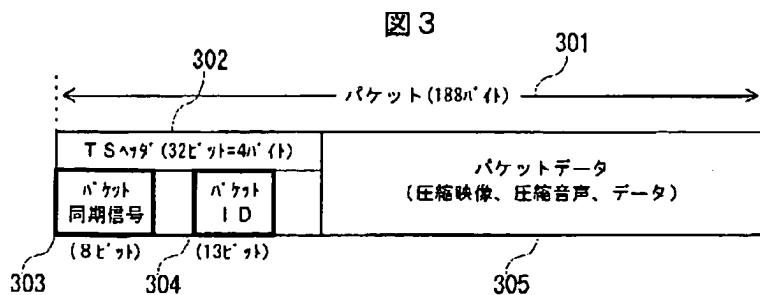 図3
302
301
パケット(188バイト)
TSヘッダ(32ビット=4バイト)
パケット
同期信号
パケット
ID
パケットデータ
(圧縮映像、圧縮音声、データ)
303
(8ビット)
304
(13ビット)
305